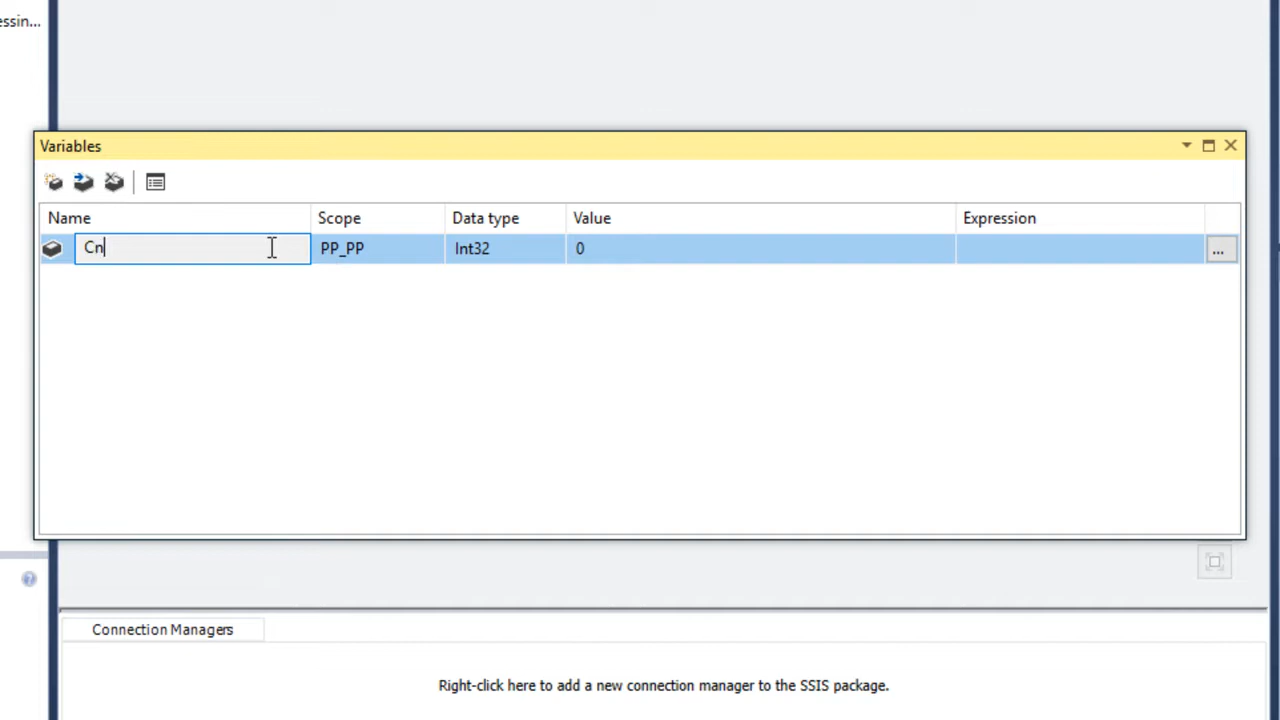 essin...
Variables
Name Scope Data type Value Expression
Cn PP_PP Int32 0 ...
Connection Managers
Right-click here to add a new connection manager to the SSIS package.